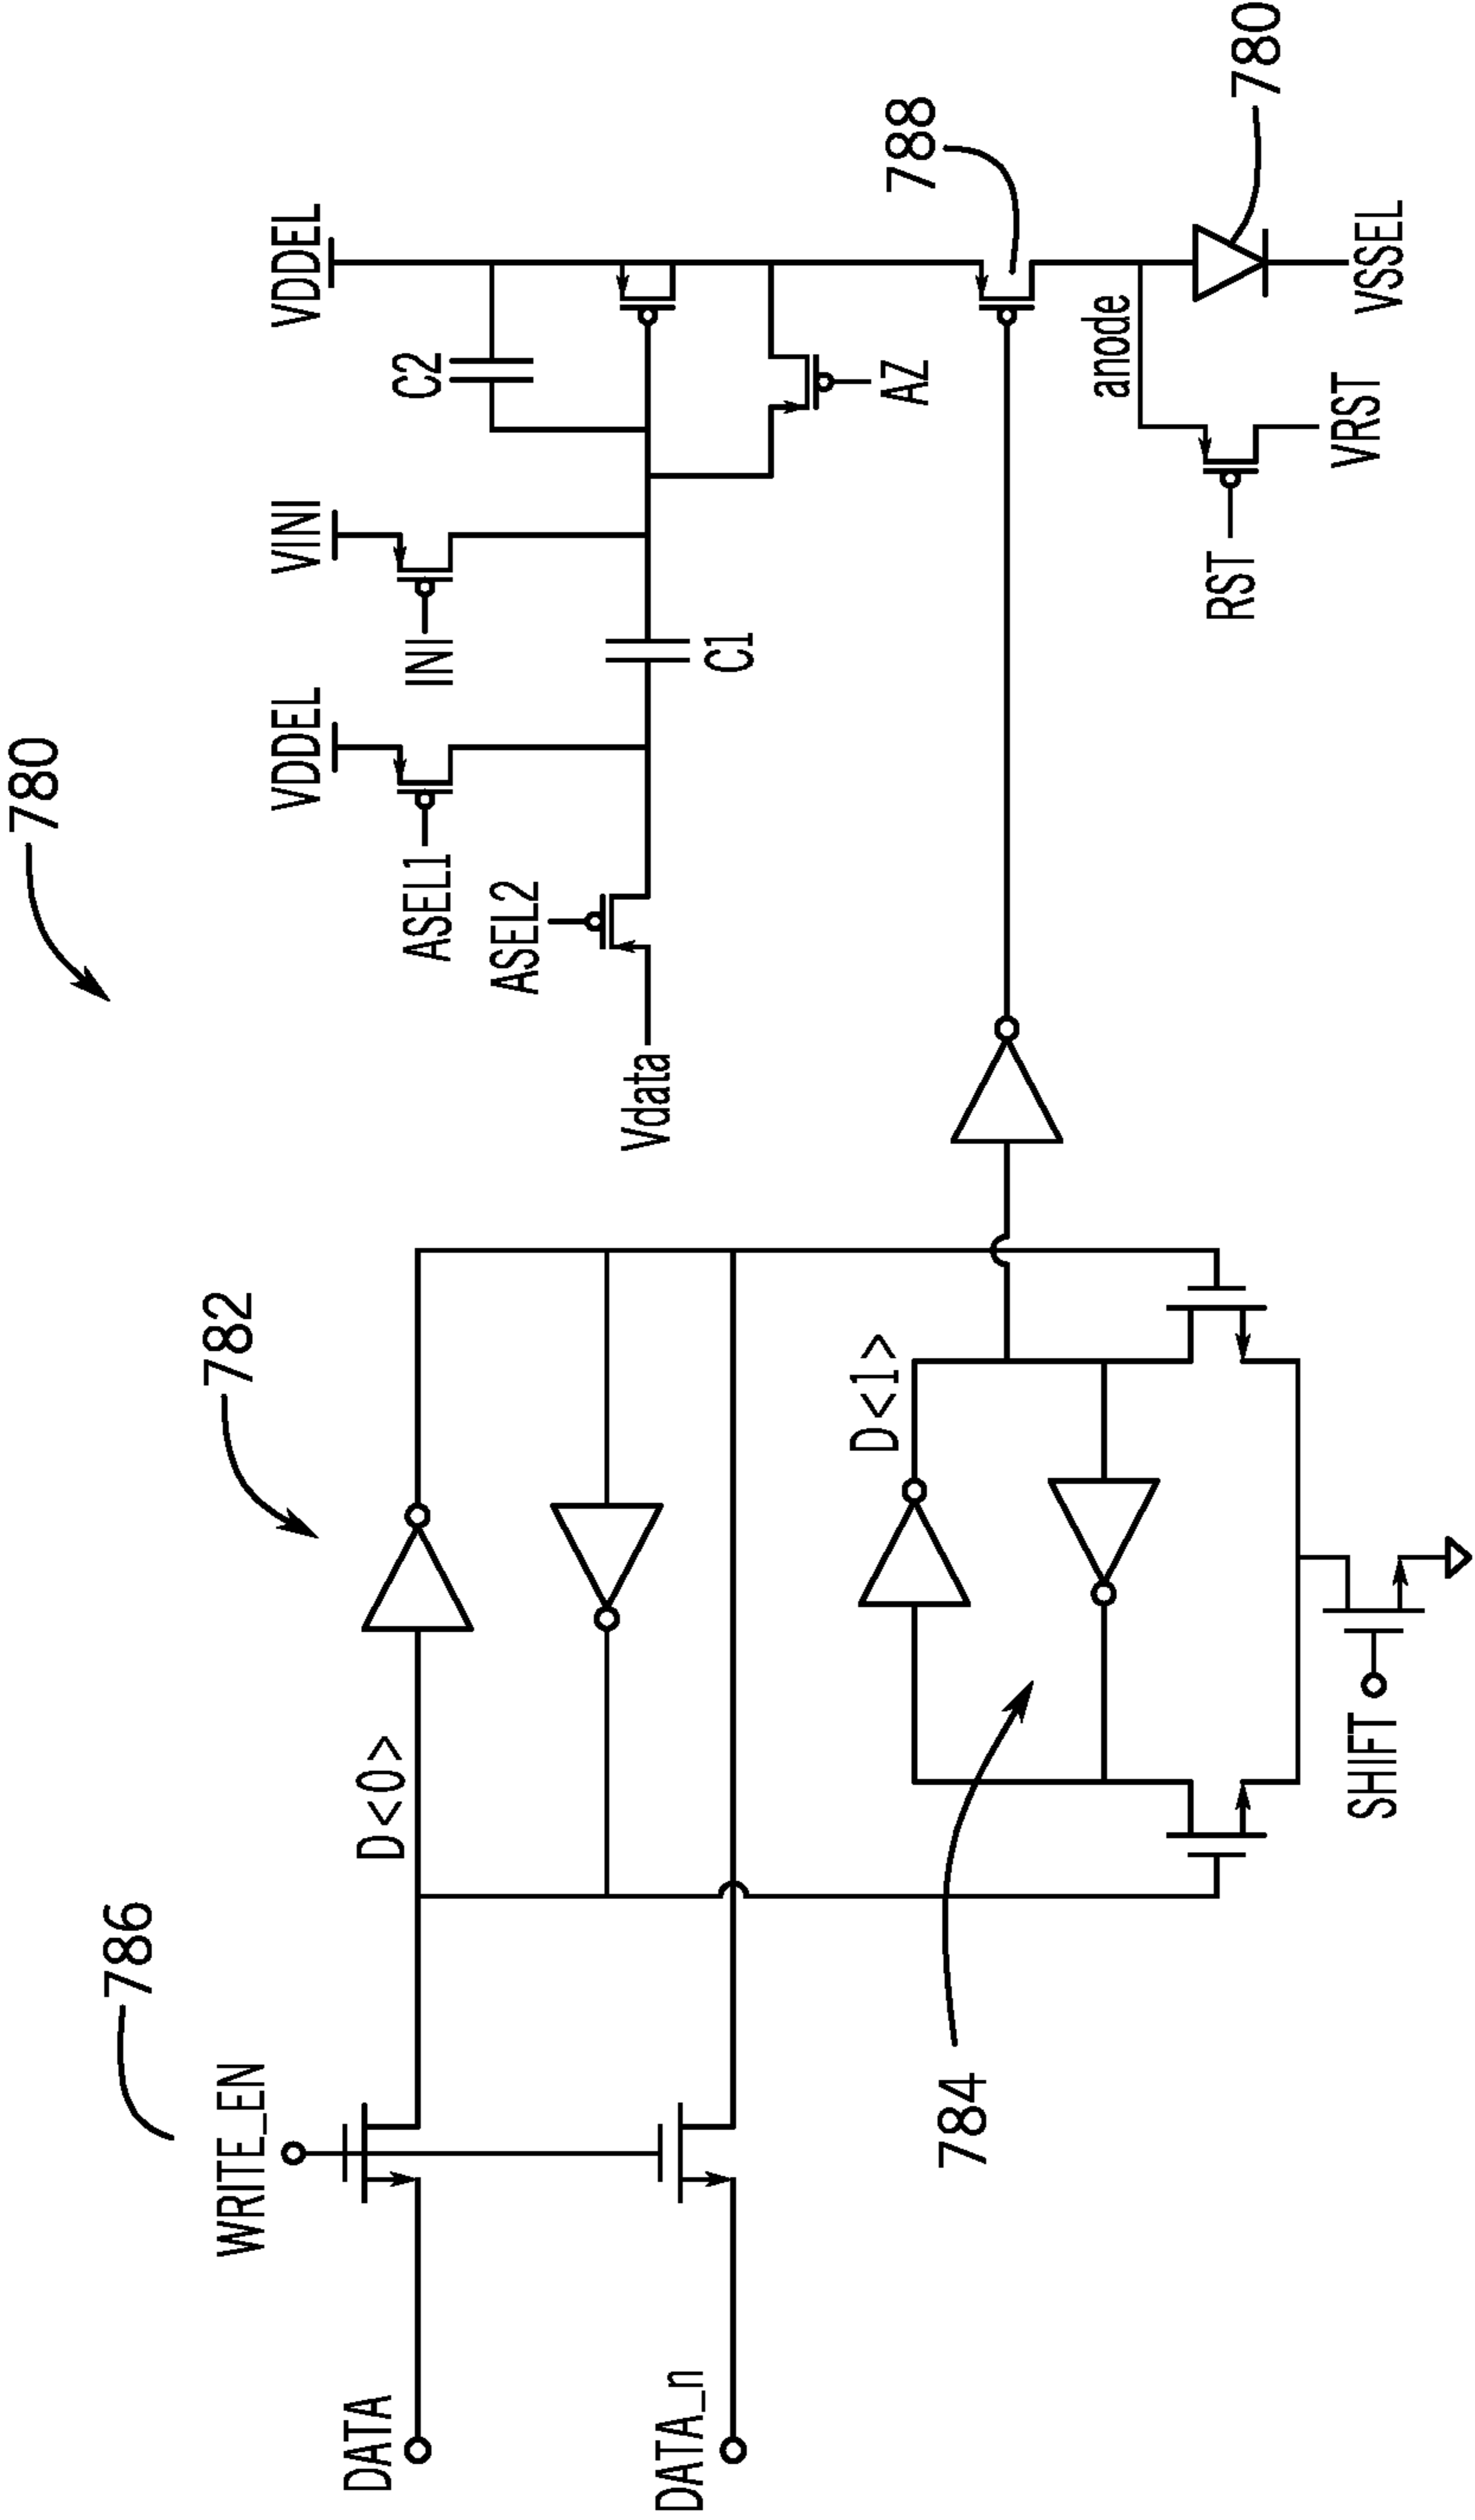 780
786
782
WRITE_EN
DATA
D<0>
DATA_n
784
D<1>
SHIFT
VDDEL
VINI
VDDEL
ASEL1
INI
C2
ASEL2
Vdata
C1
AZ
788
anode
RST
VRST
780
VSSEL